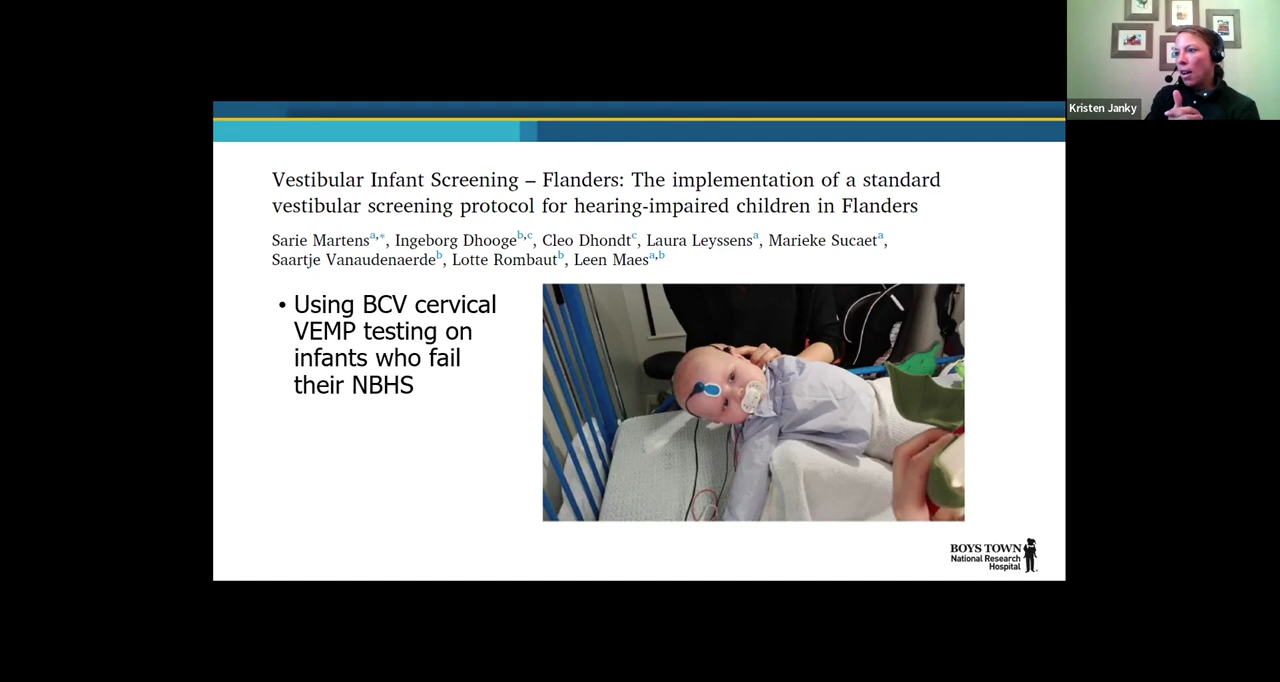 Kristen Janky
Vestibular Infant Screening – Flanders: The implementation of a standard
vestibular screening protocol for hearing-impaired children in Flanders
Sarie Martensa,*, Ingeborg Dhoogeb,c, Cleo Dhondtc, Laura Leyssensa, Marieke Sucaeta,
Saartje Vanaudenaerdeb, Lotte Rombautb, Leen Maesa,b
• Using BCV cervical
VEMP testing on
infants who fail
their NBHS
BOYS TOWN
National Research
Hospital